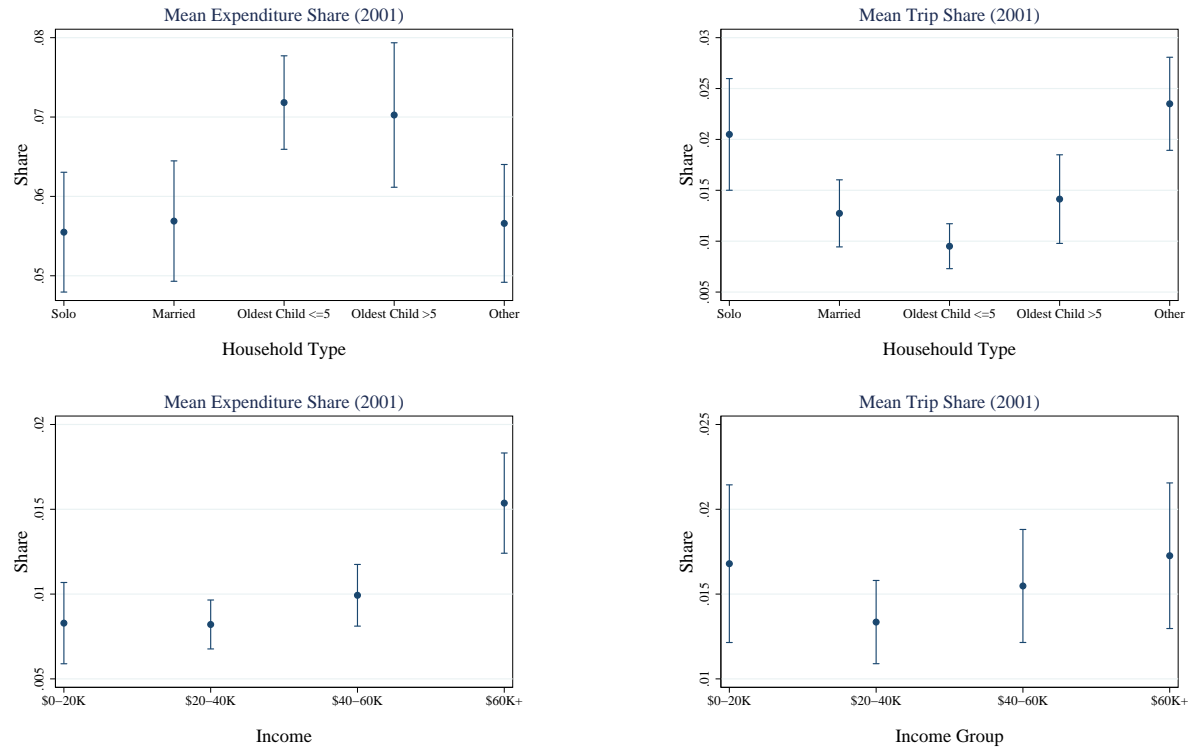 Mean Expenditure Share (2001)
Share
.08
.07
.06
.05
Solo Married Oldest Child <=5 Oldest Child >5 Other
Household Type
Mean Trip Share (2001)
Share
.03
.025
.02
.015
.01
.005
Solo Married Oldest Child <=5 Oldest Child >5 Other
Househould Type
Mean Expenditure Share (2001)
Share
.02
.015
.01
.005
$0–20K $20–40K $40–60K $60K+
Income
Mean Trip Share (2001)
Share
.025
.02
.015
.01
$0–20K $20–40K $40–60K $60K+
Income Group